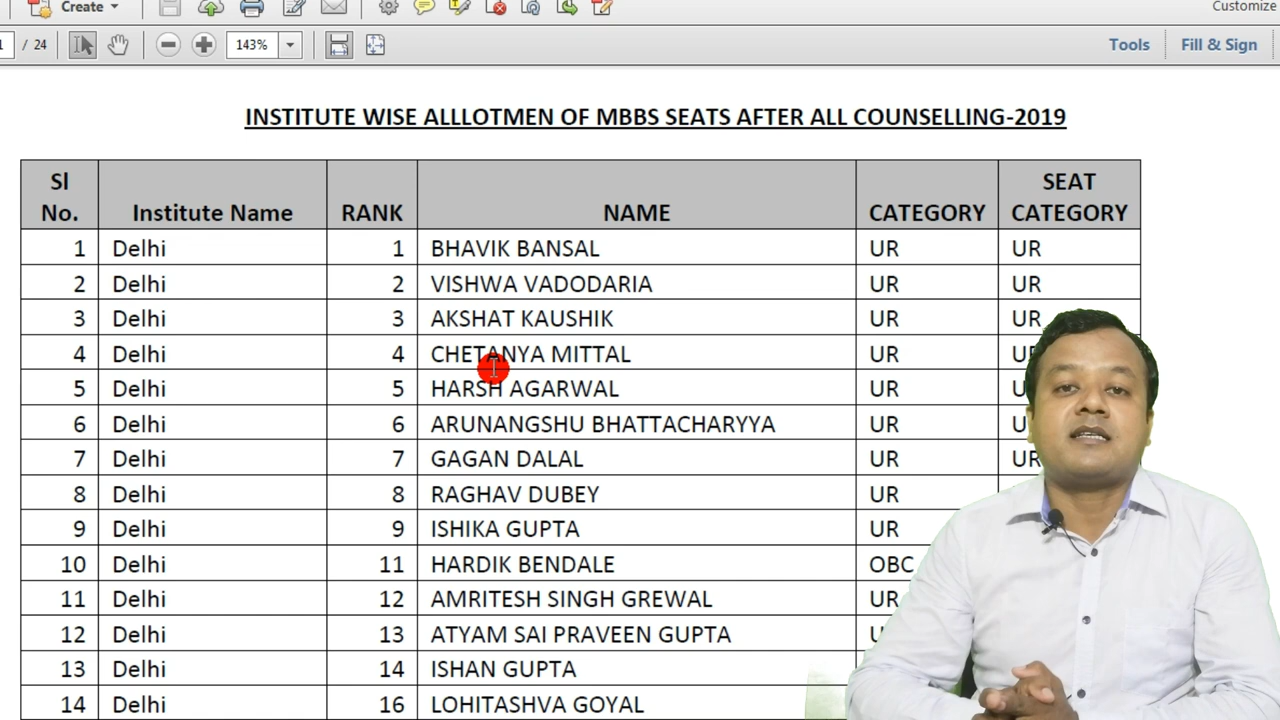 Create
Customize
1 / 24 143% Tools Fill & Sign
INSTITUTE WISE ALLLOTMEN OF MBBS SEATS AFTER ALL COUNSELLING-2019
Sl No. Institute Name RANK NAME CATEGORY SEAT CATEGORY
1 Delhi 1 BHAVIK BANSAL UR UR
2 Delhi 2 VISHWA VADODARIA UR UR
3 Delhi 3 AKSHAT KAUSHIK UR UR
4 Delhi 4 CHETANYA MITTAL UR
5 Delhi 5 HARSH AGARWAL UR
6 Delhi 6 ARUNANGSHU BHATTACHARYYA UR
7 Delhi 7 GAGAN DALAL UR UR
8 Delhi 8 RAGHAV DUBEY UR
9 Delhi 9 ISHIKA GUPTA UR
10 Delhi 11 HARDIK BENDALE OBC
11 Delhi 12 AMRITESH SINGH GREWAL UR
12 Delhi 13 ATYAM SAI PRAVEEN GUPTA
13 Delhi 14 ISHAN GUPTA
14 Delhi 16 LOHITASHVA GOYAL